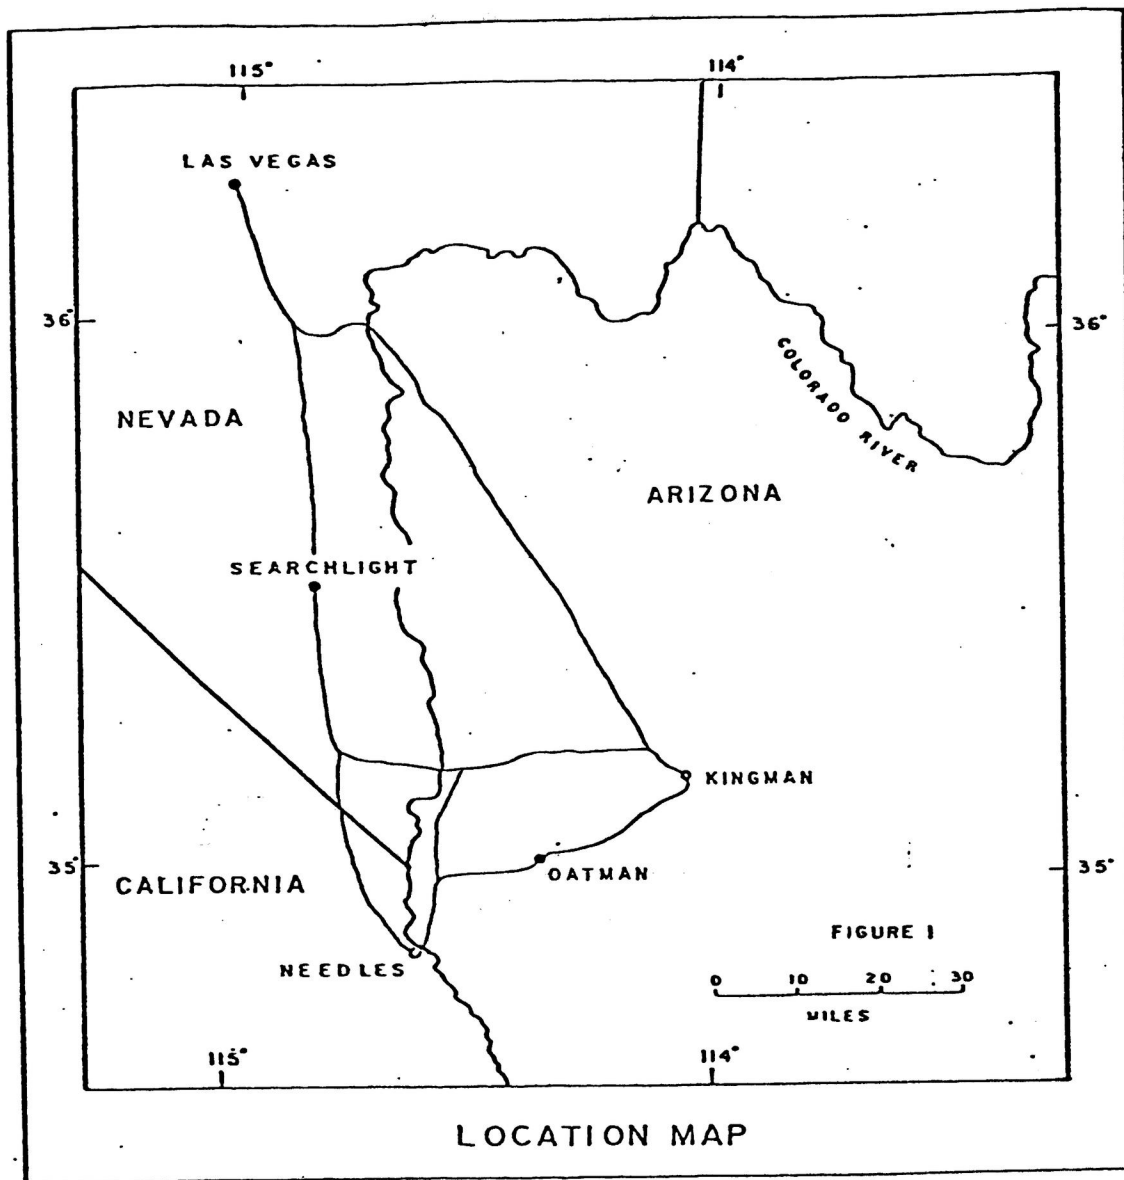 115°
114°
LAS VEGAS
36°
36°
COLORADO RIVER
NEVADA
ARIZONA
SEARCHLIGHT
KINGMAN
35°
35°
OATMAN
CALIFORNIA
FIGURE 1
NEEDLES
0 10 20 30
MILES
115°
114°
LOCATION MAP